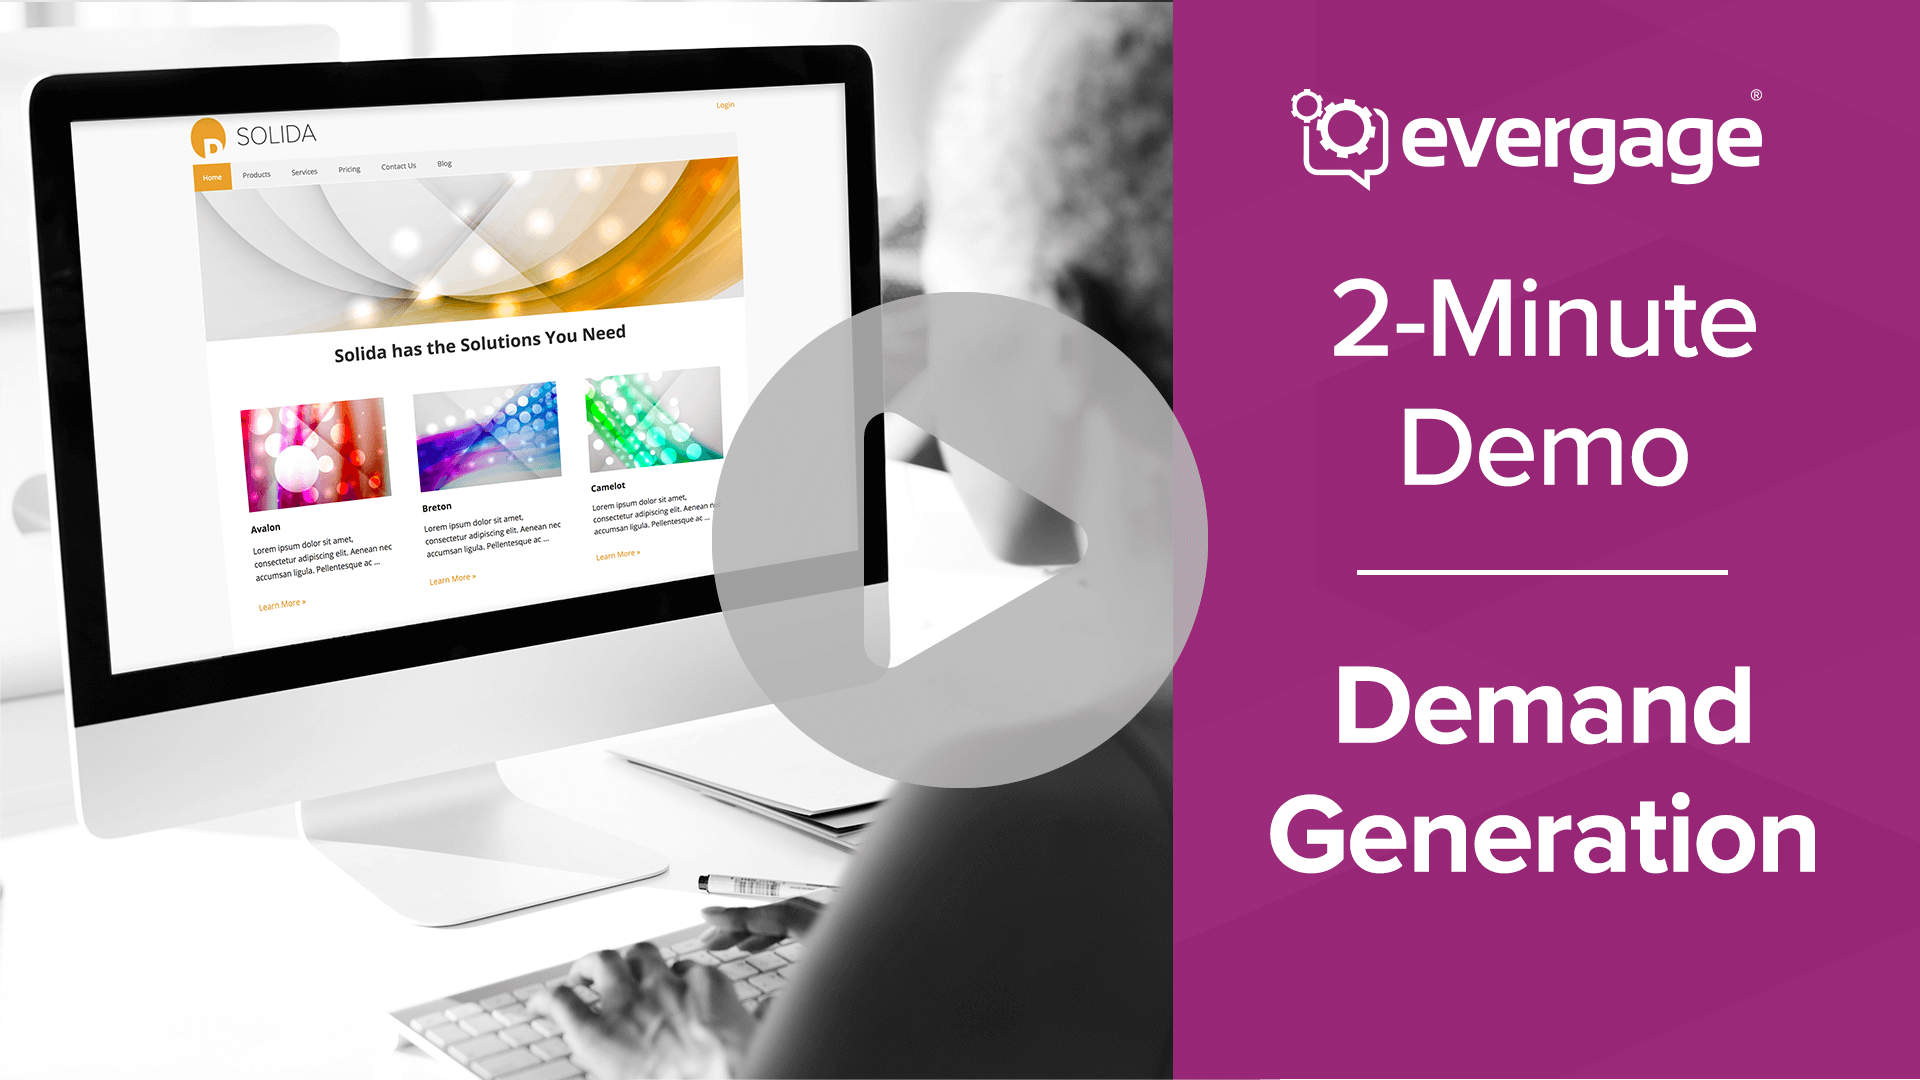 Login
SOLIDA
Home Products Services Pricing Contact Us Blog
Solida has the Solutions You Need
Avalon
Lorem ipsum dolor sit amet,
consectetur adipiscing elit. Aenean nec
accumsan ligula. Pellentesque ac ...
Learn More »
Breton
Lorem ipsum dolor sit amet,
consectetur adipiscing elit. Aenean nec
accumsan ligula. Pellentesque ac ...
Learn More »
Camelot
Lorem ipsum dolor sit amet,
consectetur adipiscing elit. Aenean nec
accumsan ligula. Pellentesque ac ...
Learn More »
evergage®
2-Minute
Demo
Demand
Generation